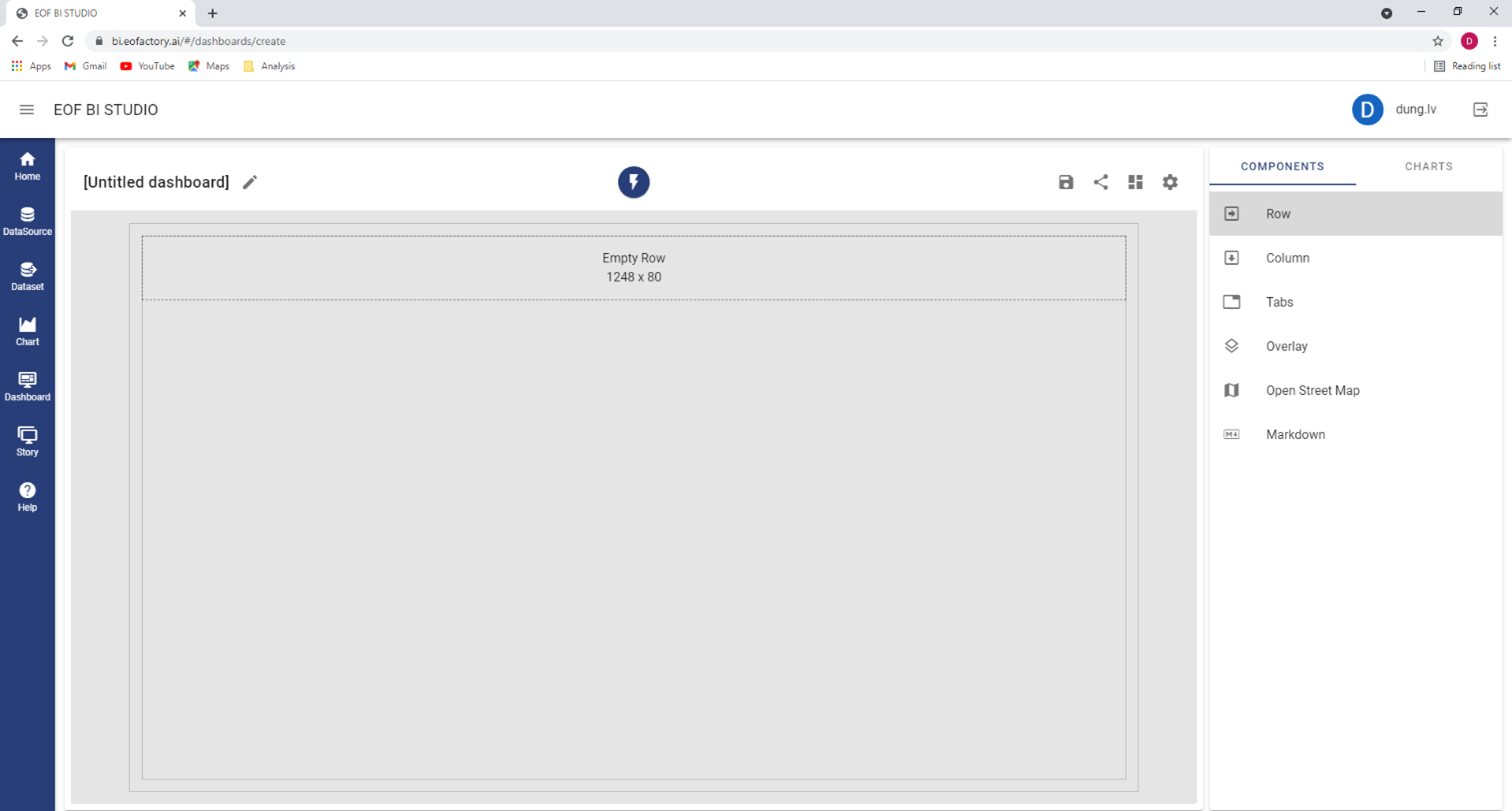 EOF BI STUDIO
bi.eofactory.ai/#/dashboards/create
D
Apps Gmail YouTube Maps Analysis Reading list
EOF BI STUDIO
D dung.lv
Home
DataSource
Dataset
Chart
Dashboard
Story
Help
[Untitled dashboard]
Empty Row
1248 x 80
COMPONENTS CHARTS
Row
Column
Tabs
Overlay
Open Street Map
Markdown